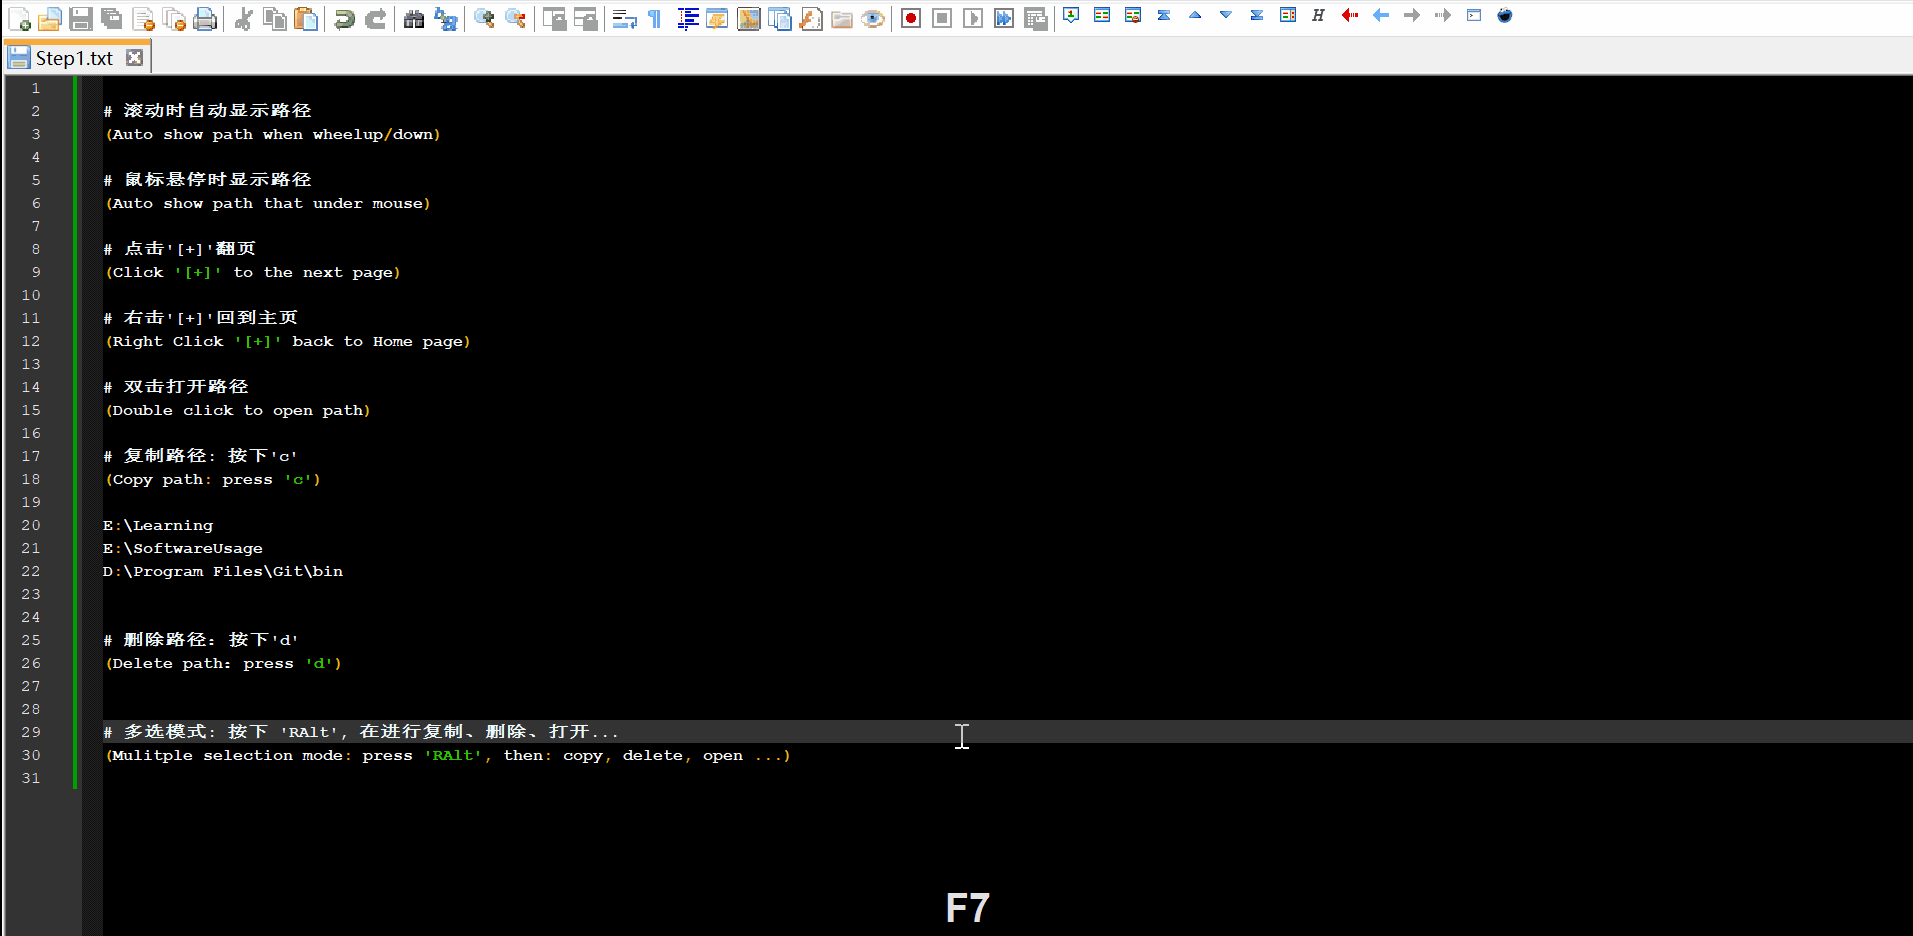 Step1.txt
1
2 # 滚动时自动显示路径
3 (Auto show path when wheelup/down)
4
5 # 鼠标悬停时显示路径
6 (Auto show path that under mouse)
7
8 # 点击'[+]'翻页
9 (Click '[+]' to the next page)
10
11 # 右击'[+]'回到主页
12 (Right Click '[+]' back to Home page)
13
14 # 双击打开路径
15 (Double click to open path)
16
17 # 复制路径: 按下'c'
18 (Copy path: press 'c')
19
20 E:\Learning
21 E:\SoftwareUsage
22 D:\Program Files\Git\bin
23
24
25 # 删除路径: 按下'd'
26 (Delete path: press 'd')
27
28
29 # 多选模式: 按下 'RAlt', 在进行复制、删除、打开...
30 (Mulitple selection mode: press 'RAlt', then: copy, delete, open ...)
31
F7